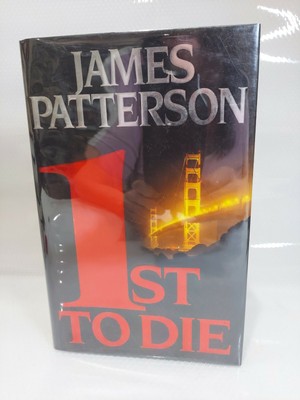 JAMES
PATTERSON
1ST
TO DIE